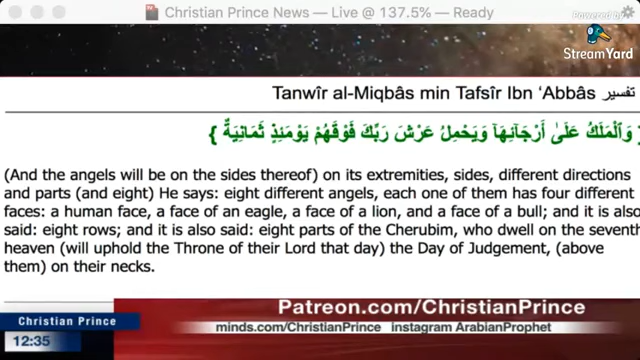 Christian Prince News — Live @ 137.5% — Ready
Powered by
StreamYard
Tanwîr al-Miqbâs min Tafsîr Ibn ‘Abbâs تفسير
وَٱلْمَلَكُ عَلَىٰ أَرْجَآئِهَآ وَيَحْمِلُ عَرْشَ رَبِّكَ فَوْقَهُمْ يَوْمَئِذٍ ثَمَانِيَةٌ }
(And the angels will be on the sides thereof) on its extremities, sides, different directions
and parts (and eight) He says: eight different angels, each one of them has four different
faces: a human face, a face of an eagle, a face of a lion, and a face of a bull; and it is also
said: eight rows; and it is also said: eight parts of the Cherubim, who dwell on the seventh
heaven (will uphold the Throne of their Lord that day) the Day of Judgement, (above
them) on their necks.
Patreon.com/ChristianPrince
Christian Prince
minds.com/ChristianPrince instagram ArabianProphet
12:35